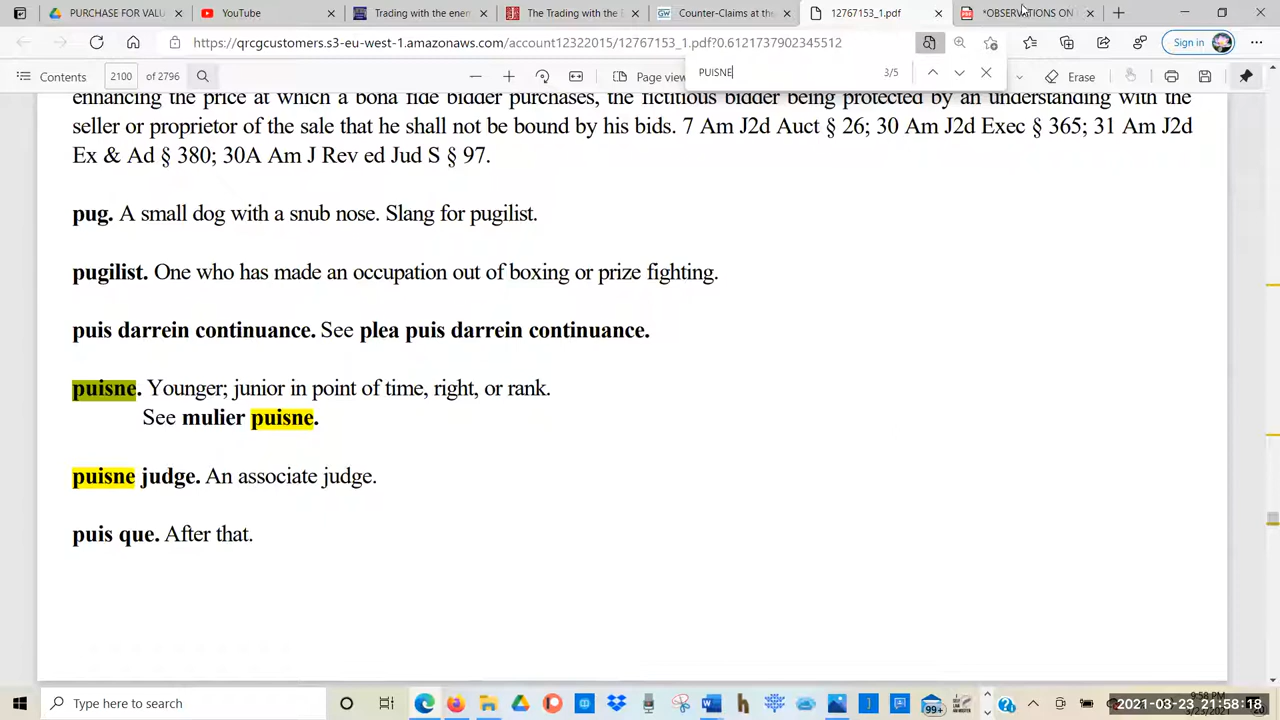 PURCHASE FOR VALU
YouTube
Trading with the ener
The Trading with the E
Counter-Claims at the
12767153_1.pdf
*OBSERVATIONS ON
https://qrcgcustomers.s3-eu-west-1.amazonaws.com/account12322015/12767153_1.pdf?0.6121737902345512
Sign in
Contents
2100
of 2796
Page view
PUISNE
3/5
Erase
enhancing the price at which a bona fide bidder purchases, the fictitious bidder being protected by an understanding with the
seller or proprietor of the sale that he shall not be bound by his bids. 7 Am J2d Auct § 26; 30 Am J2d Exec § 365; 31 Am J2d
Ex & Ad § 380; 30A Am J Rev ed Jud S § 97.
pug. A small dog with a snub nose. Slang for pugilist.
pugilist. One who has made an occupation out of boxing or prize fighting.
puis darrein continuance. See plea puis darrein continuance.
puisne. Younger; junior in point of time, right, or rank.
See mulier puisne.
puisne judge. An associate judge.
puis que. After that.
Type here to search
99+
9:58 PM
2021-03-23 21:58:18